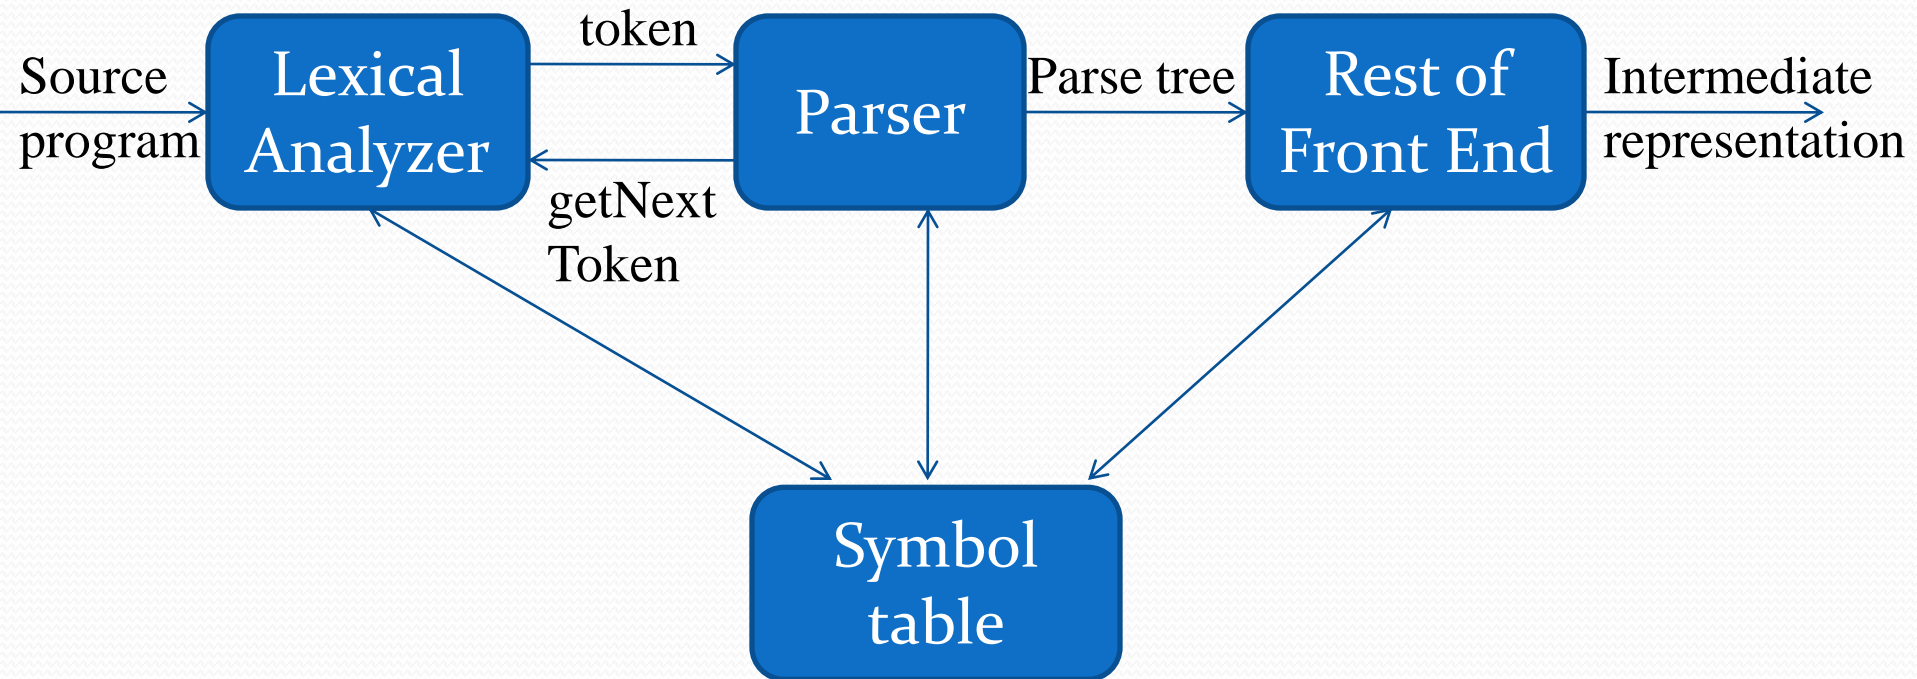 Source
program
Lexical
Analyzer
token
getNext
Token
Parser
Parse tree
Rest of
Front End
Intermediate
representation
Symbol
table